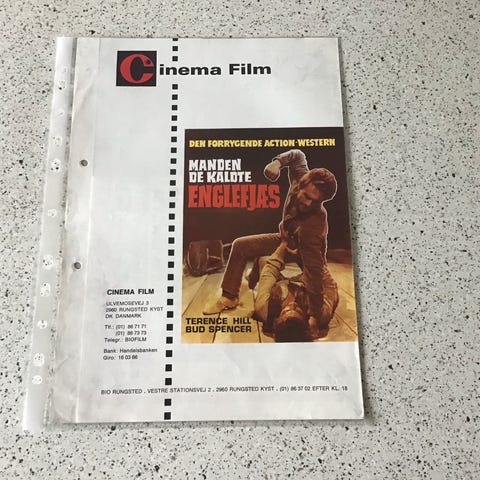 Cinema Film
DEN FORRYGENDE ACTION-WESTERN
MANDEN
DE KALDTE
ENGLEFJÆS
TERENCE HILL
BUD SPENCER
CINEMA FILM
ULVEMOSEVEJ 3
2960 RUNGSTED KYST
DK DANMARK
Tlf.: (01) 86 71 71
(01) 86 73 73
Telegr.: BIOFILM
Bank: Handelsbanken
Giro: 16 03 86
BIO RUNGSTED . VESTRE STATIONSVEJ 2 . 2960 RUNGSTED KYST . (01) 86 37 02 EFTER KL. 18